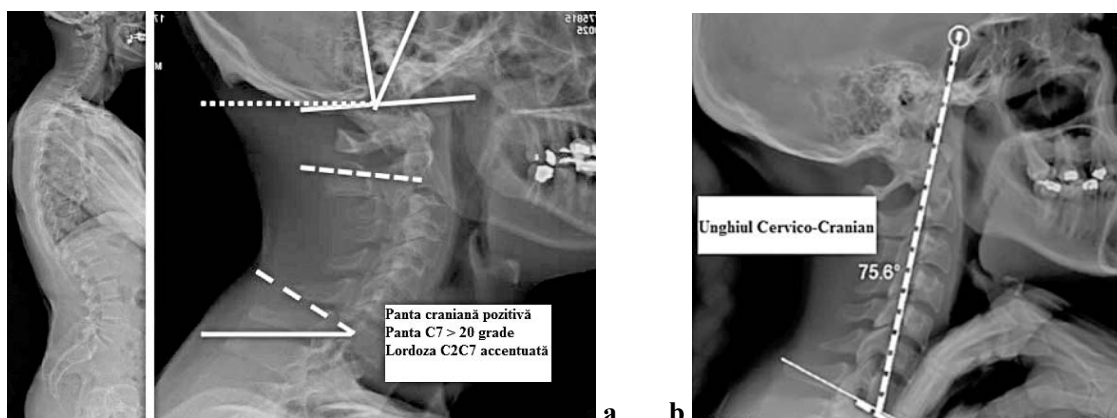 M
Panta craniană pozitivă
Panta C7 > 20 grade
Lordoza C2C7 accentuată
a
b
Unghiul Cervico-Cranian
75.6°